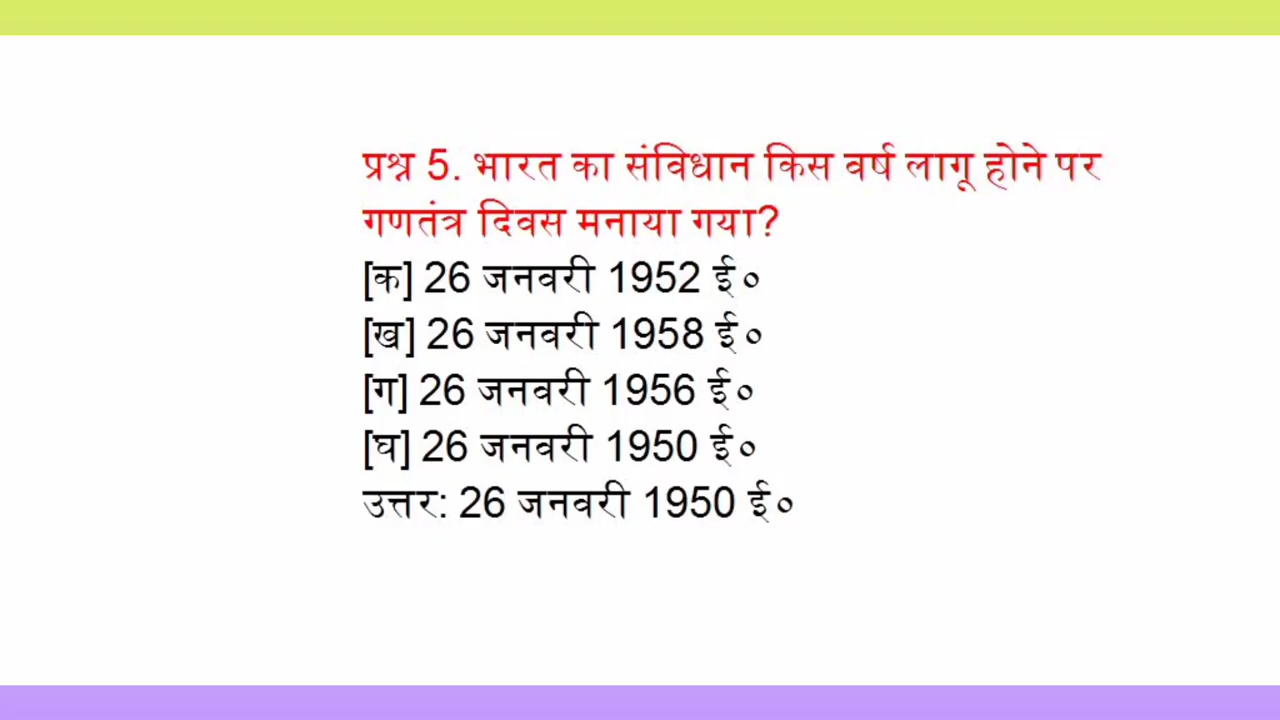 प्रश्न 5. भारत का संविधान किस वर्ष लागू होने पर
गणतंत्र दिवस मनाया गया?
[क] 26 जनवरी 1952 ई०
[ख] 26 जनवरी 1958 ई०
[ग] 26 जनवरी 1956 ई०
[घ] 26 जनवरी 1950 ई०
उत्तर: 26 जनवरी 1950 ई०